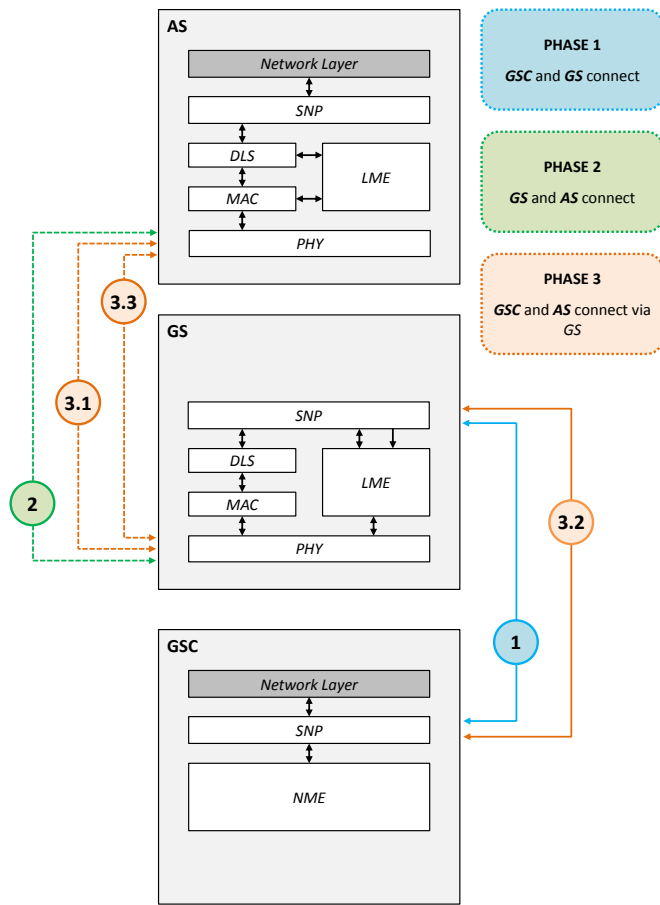 AS
Network Layer
SNP
DLS
LME
MAC
PHY
PHASE 1
GSC and GS connect
PHASE 2
GS and AS connect
PHASE 3
GSC and AS connect via
GS
3.3
3.1
2
GS
SNP
DLS
LME
MAC
PHY
3.2
1
GSC
Network Layer
SNP
NME